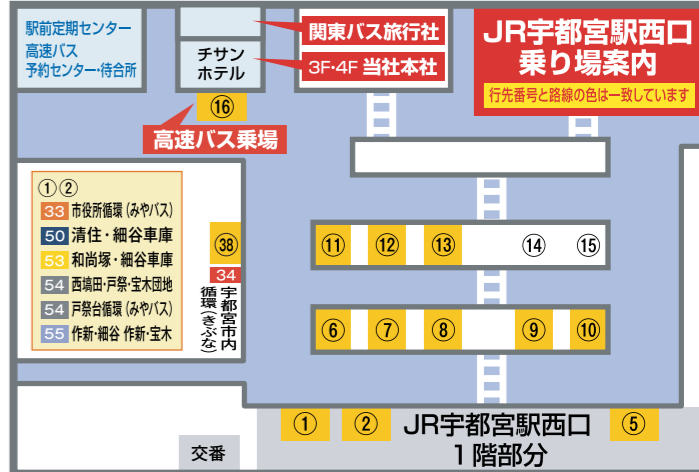 駅前定期センター
高速バス
予約センター・待合所
チサン
ホテル
関東バス旅行社
3F・4F 当社本社
JR宇都宮駅西口
乗り場案内
行先番号と路線の色は一致しています
⑯
高速バス乗場
①②
33 市役所循環(みやバス)
50 清住・細谷車庫
53 和尚塚・細谷車庫
54 西塙田・戸祭・宝木団地
54 戸祭台循環(みやバス)
55 作新・細谷 作新・宝木
㊳
34
宇都宮市内
循環(きぶな)
⑪ ⑫ ⑬ ⑭ ⑮
⑥ ⑦ ⑧ ⑨ ⑩
① ② JR宇都宮駅西口 ⑤
1階部分
交番